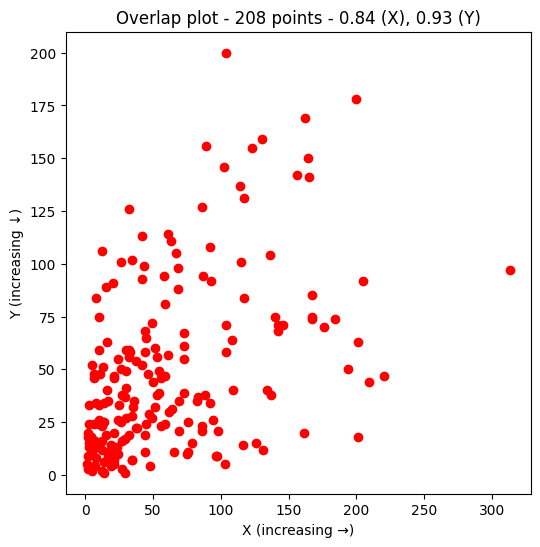 Overlap plot - 208 points - 0.84 (X), 0.93 (Y)
200
175
150
125
100
75
50
25
0
Y (increasing ↓)
0 50 100 150 200 250 300
X (increasing →)